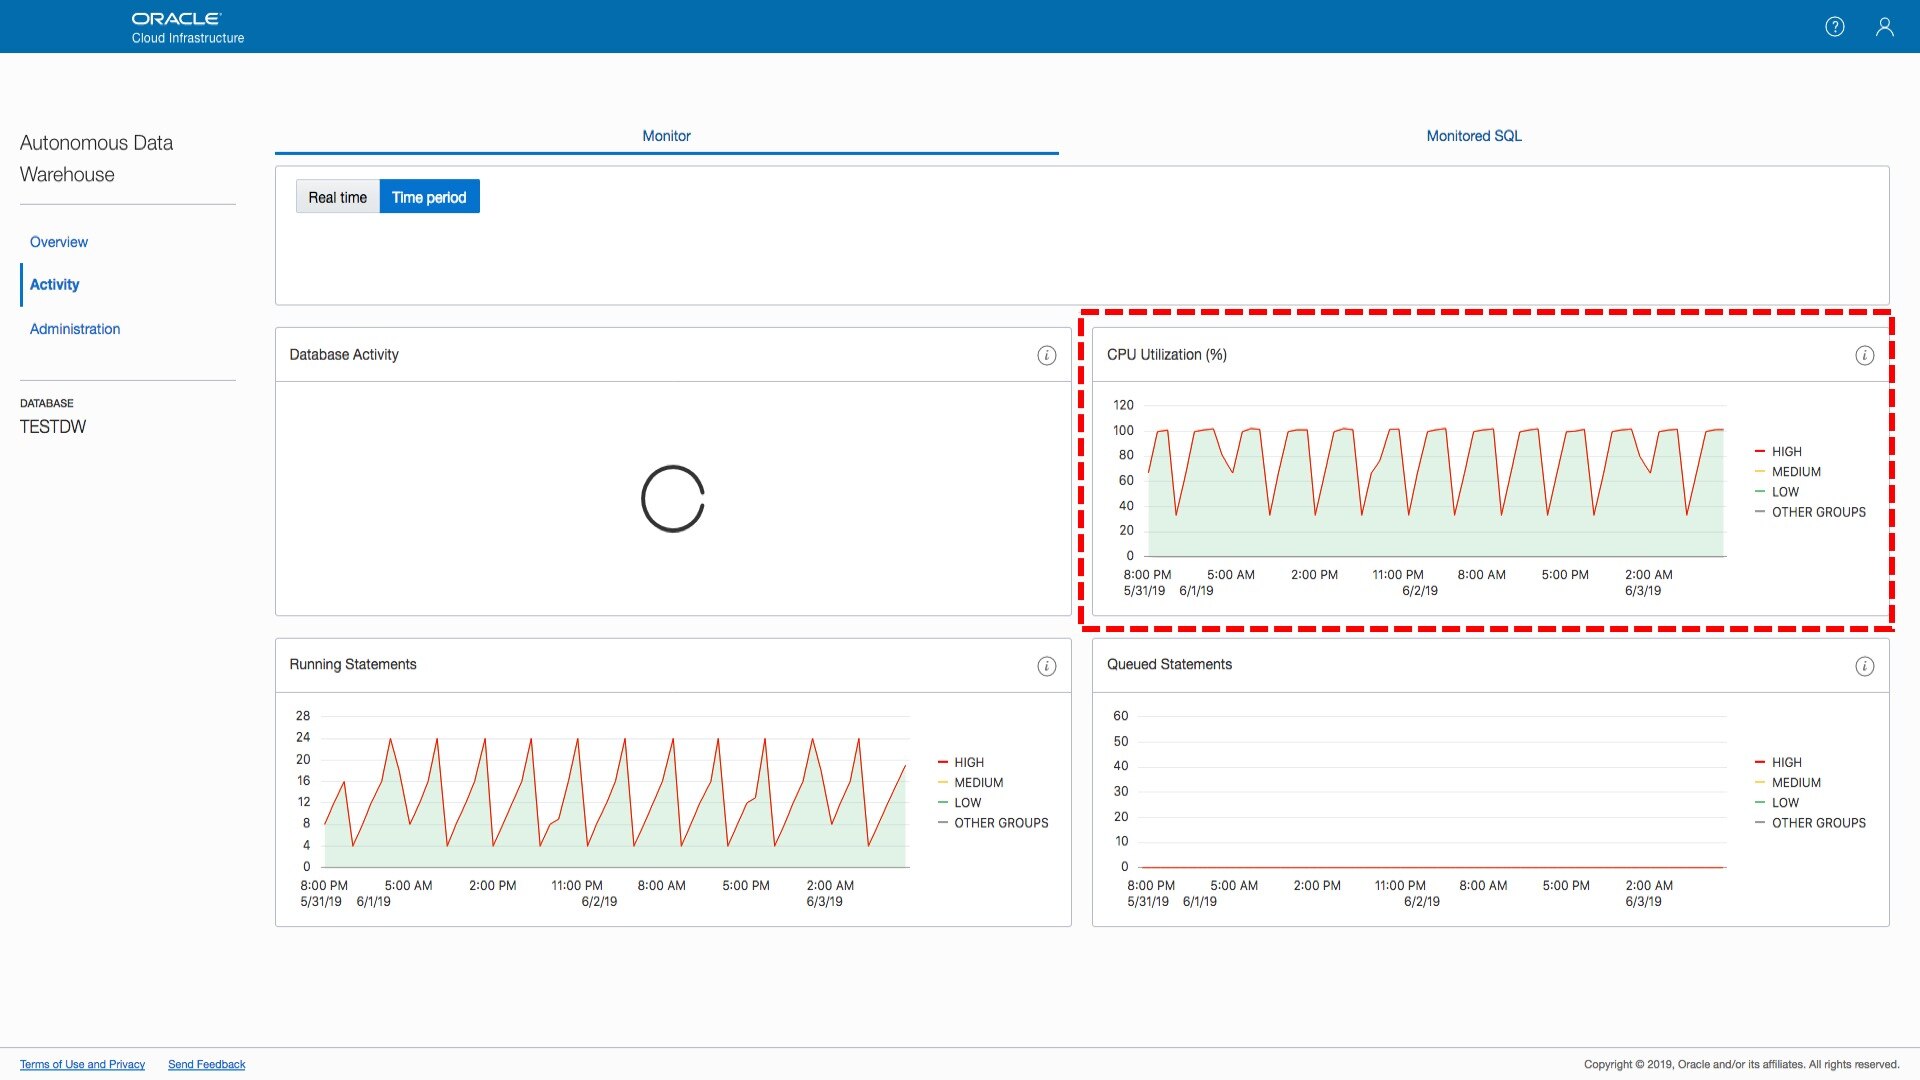 ORACLE
Cloud Infrastructure
Autonomous Data
Warehouse
Overview
Activity
Administration
DATABASE
TESTDW
Monitor
Monitored SQL
Real time
Time period
Database Activity
CPU Utilization (%)
120
100
80
60
40
20
0
8:00 PM 5:00 AM 2:00 PM 11:00 PM 8:00 AM 5:00 PM 2:00 AM
5/31/19 6/1/19 6/2/19 6/3/19
HIGH
MEDIUM
LOW
OTHER GROUPS
Running Statements
28
24
20
16
12
8
4
0
8:00 PM 5:00 AM 2:00 PM 11:00 PM 8:00 AM 5:00 PM 2:00 AM
5/31/19 6/1/19 6/2/19 6/3/19
HIGH
MEDIUM
LOW
OTHER GROUPS
Queued Statements
60
50
40
30
20
10
0
8:00 PM 5:00 AM 2:00 PM 11:00 PM 8:00 AM 5:00 PM 2:00 AM
5/31/19 6/1/19 6/2/19 6/3/19
HIGH
MEDIUM
LOW
OTHER GROUPS
Terms of Use and Privacy
Send Feedback
Copyright © 2019, Oracle and/or its affiliates. All rights reserved.